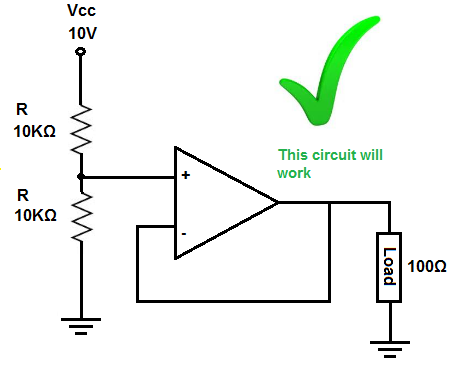 Vcc
10V
R
10KΩ
R
10KΩ
+
-
This circuit will
work
Load
100Ω